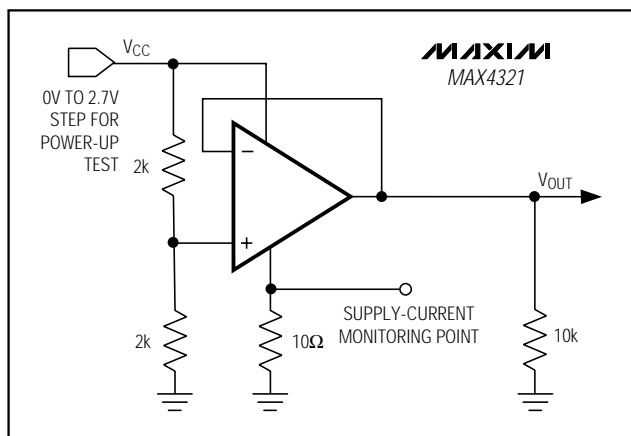 VCC
MAXIM
MAX4321
0V TO 2.7V
STEP FOR
POWER-UP
TEST
2k
−
VOUT
+
SUPPLY-CURRENT
MONITORING POINT
2k
10Ω
10k